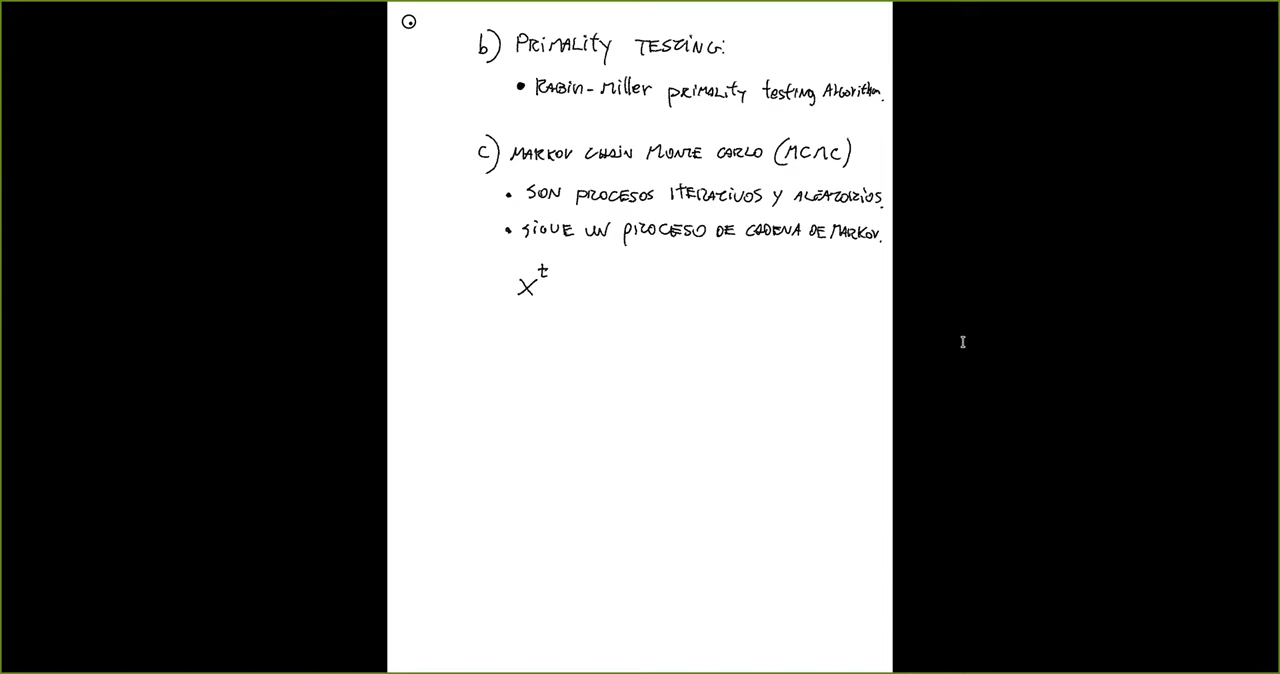 b) PRIMALITY TESTING:
• RABIN-MILLER PRIMALITY testing Algorithm.
c) MARKOV CHAIN MONTE CARLO (MCMC)
• SON PROCESOS ITERATIVOS Y ALEATORIOS.
• SIGUE UN PROCESO DE CADENA DE MARKOV.
x^t